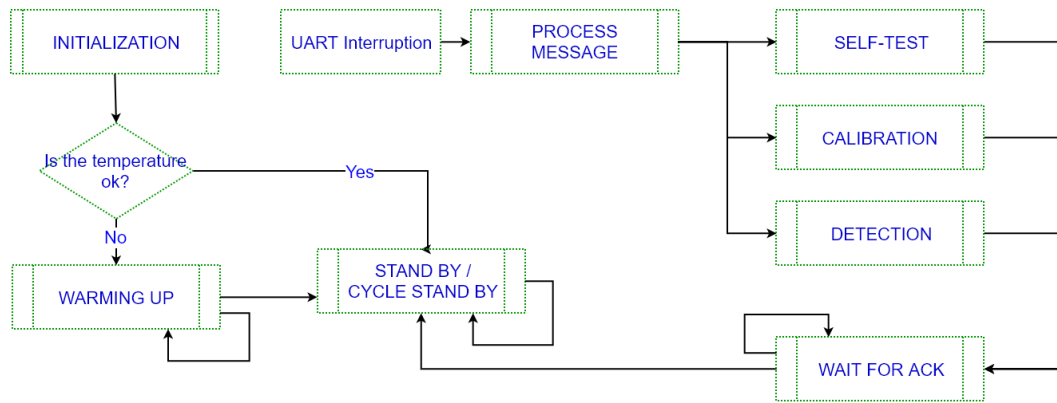 INITIALIZATION
UART Interruption
PROCESS
MESSAGE
SELF-TEST
CALIBRATION
Is the temperature
ok?
Yes
No
DETECTION
WARMING UP
STAND BY /
CYCLE STAND BY
WAIT FOR ACK